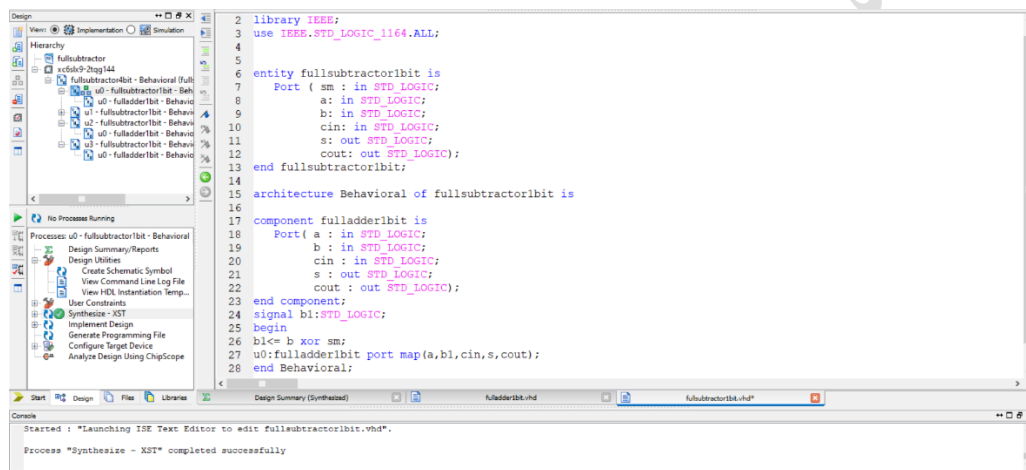 Design
View: Implementation Simulation
Hierarchy
fullsubtractor
xc6slx9-2tqg144
fullsubtractor4bit - Behavioral (fulls
u0 - fullsubtractor1bit - Beh
u0 - fulladder1bit - Behavio
u1 - fullsubtractor1bit - Behavi
u2 - fullsubtractor1bit - Behavi
u0 - fulladder1bit - Behavio
u3 - fullsubtractor1bit - Behavi
u0 - fulladder1bit - Behavio
No Processes Running
Processes: u0 - fullsubtractor1bit - Behavioral
Design Summary/Reports
Design Utilities
Create Schematic Symbol
View Command Line Log File
View HDL Instantiation Temp...
User Constraints
Synthesize - XST
Implement Design
Generate Programming File
Configure Target Device
Analyze Design Using ChipScope
Start Design Files Libraries
2 library IEEE;
3 use IEEE.STD_LOGIC_1164.ALL;
4
5
6 entity fullsubtractor1bit is
7 Port ( sm : in STD_LOGIC;
8 a: in STD_LOGIC;
9 b: in STD_LOGIC;
10 cin: in STD_LOGIC;
11 s: out STD_LOGIC;
12 cout: out STD_LOGIC);
13 end fullsubtractor1bit;
14
15 architecture Behavioral of fullsubtractor1bit is
16
17 component fulladder1bit is
18 Port( a : in STD_LOGIC;
19 b : in STD_LOGIC;
20 cin : in STD_LOGIC;
21 s : out STD_LOGIC;
22 cout : out STD_LOGIC);
23 end component;
24 signal b1:STD_LOGIC;
25 begin
26 b1<= b xor sm;
27 u0:fulladder1bit port map(a,b1,cin,s,cout);
28 end Behavioral;
Design Summary (Synthesized) fulladder1bit.vhd fullsubtractor1bit.vhd*
Console
Started : "Launching ISE Text Editor to edit fullsubtractor1bit.vhd".
Process "Synthesize - XST" completed successfully